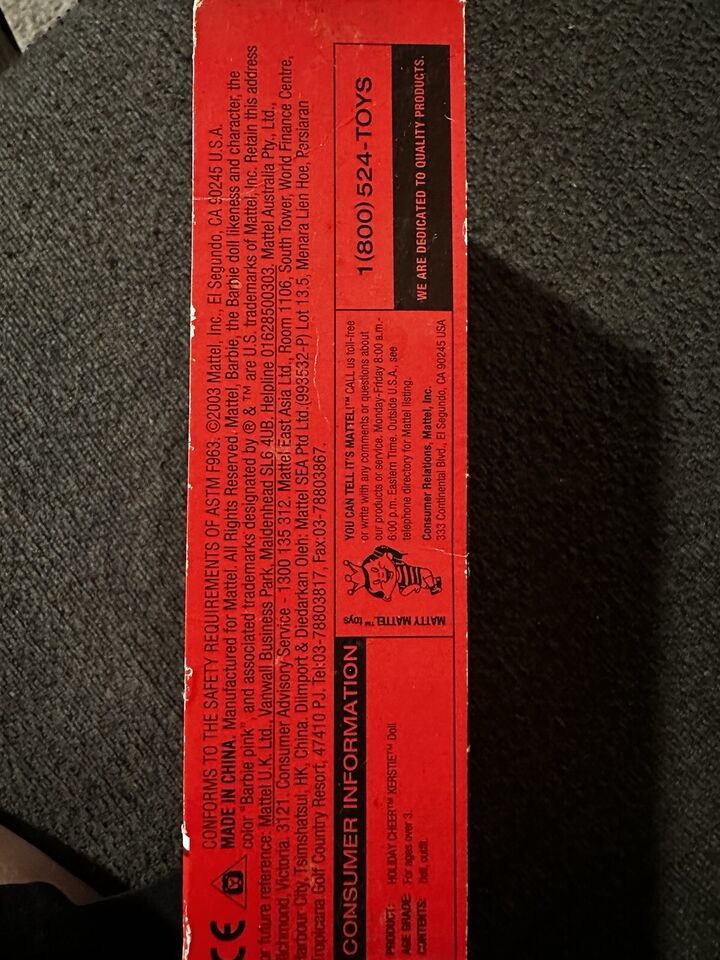 CE
CONFORMS TO THE SAFETY REQUIREMENTS OF ASTM F963. ©2003 Mattel, Inc., El Segundo, CA 90245 U.S.A.
MADE IN CHINA. Manufactured for Mattel. All Rights Reserved. Mattel, Barbie, the Barbie doll likeness and character, the
color "Barbie pink", and associated trademarks designated by ® & ™ are U.S. trademarks of Mattel, Inc. Retain this address
or future reference: Mattel U.K. Ltd., Vanwall Business Park, Maidenhead SL6 4UB. Helpline 01628500303. Mattel Australia Pty., Ltd.,
Richmond, Victoria. 3121. Consumer Advisory Service - 1300 135 312. Mattel East Asia Ltd., Room 1106, South Tower, World Finance Centre,
Harbour City, Tsimshatsui, HK, China. Diimport & Diedarkan Oleh: Mattel SEA Ptd Ltd.(993532-P) Lot 13.5, Menara Lien Hoe, Persiaran
Tropicana Golf Country Resort, 47410 PJ. Tel:03-78803817, Fax:03-78803867.
CONSUMER INFORMATION
PRODUCT: HOLIDAY CHEER™ KERSTIE™ Doll
AGE GRADE: For ages over 3.
CONTENTS: Doll, outfit.
MATTY MATTEL™ toys
YOU CAN TELL IT'S MATTEL!™ CALL us toll-free
or write with any comments or questions about
our products or service. Monday-Friday 8:00 a.m.-
6:00 p.m. Eastern Time. Outside U.S.A., see
telephone directory for Mattel listing.
Consumer Relations, Mattel, Inc.
333 Continental Blvd., El Segundo, CA 90245 USA
1(800) 524-TOYS
WE ARE DEDICATED TO QUALITY PRODUCTS.